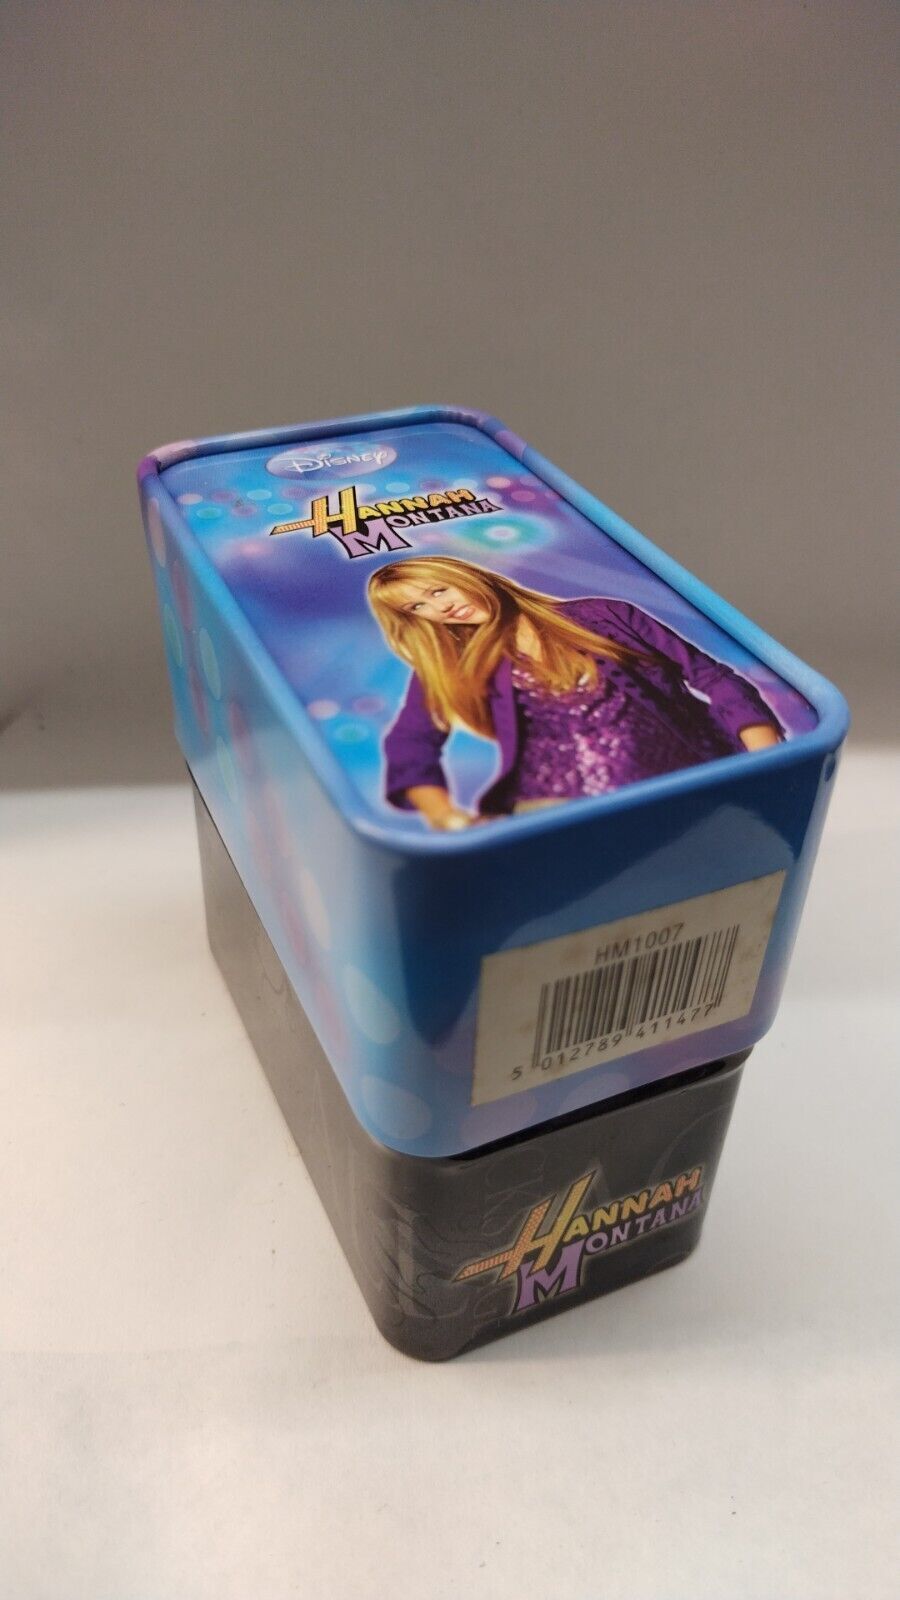 Disney
HANNAH
MONTANA
HM1007
5 012789 411477
HANNAH
MONTANA